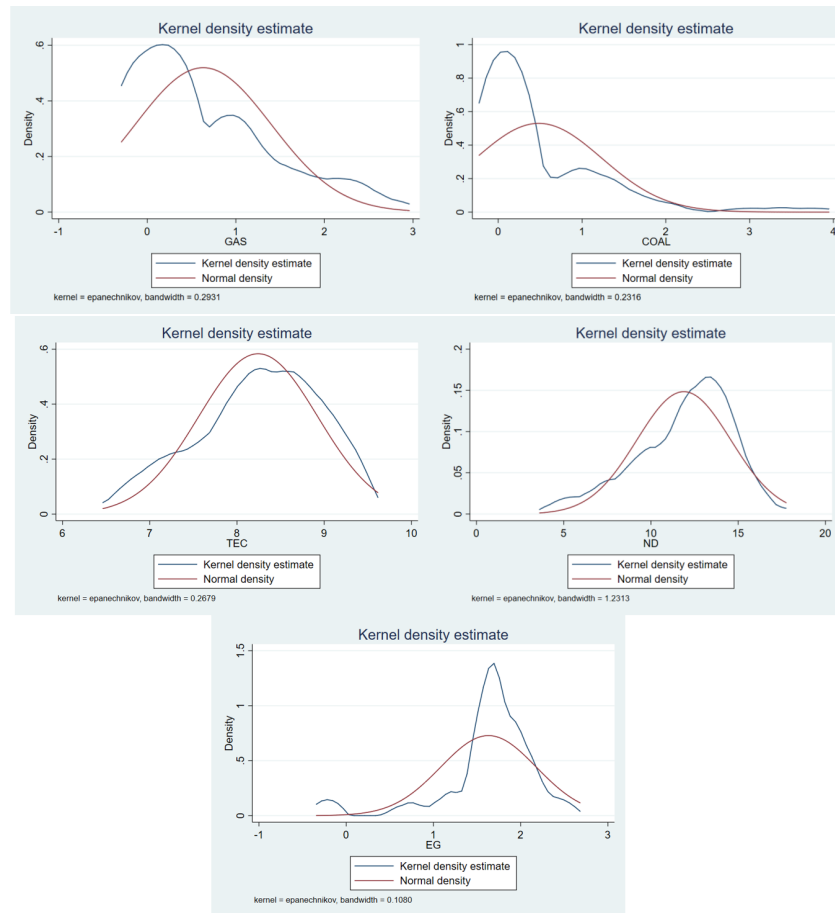 Kernel density estimate
Density
0
.2
.4
.6
-1
0
1
2
3
GAS
Kernel density estimate
Normal density
kernel = epanechnikov, bandwidth = 0.2931
Kernel density estimate
Density
0
.2
.4
.6
.8
1
0
1
2
3
4
COAL
Kernel density estimate
Normal density
kernel = epanechnikov, bandwidth = 0.2316
Kernel density estimate
Density
0
.2
.4
.6
6
7
8
9
10
TEC
Kernel density estimate
Normal density
kernel = epanechnikov, bandwidth = 0.2679
Kernel density estimate
Density
0
.05
.1
.15
.2
0
5
10
15
20
ND
Kernel density estimate
Normal density
kernel = epanechnikov, bandwidth = 1.2313
Kernel density estimate
Density
0
.5
1
1.5
-1
0
1
2
3
EG
Kernel density estimate
Normal density
kernel = epanechnikov, bandwidth = 0.1080